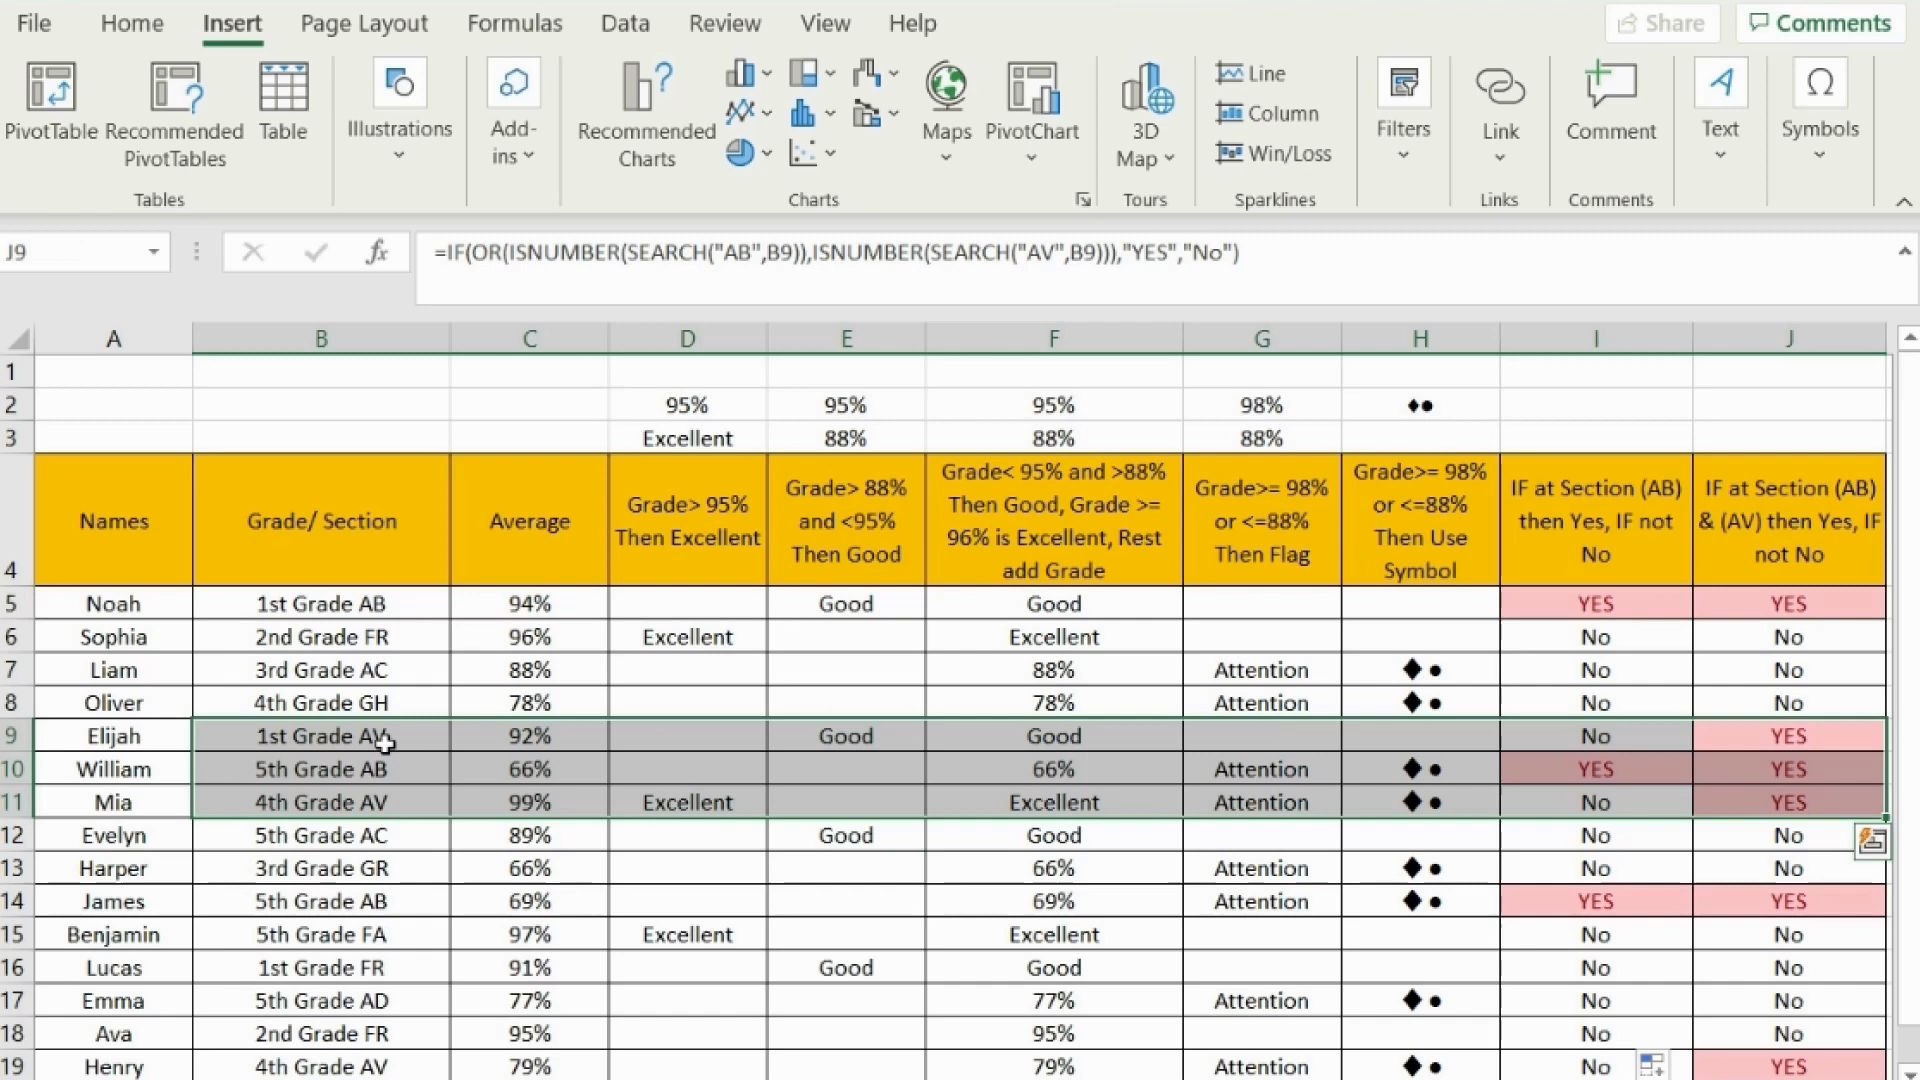 File Home Insert Page Layout Formulas Data Review View Help Share Comments
PivotTable Recommended PivotTables Table Illustrations Add-ins Recommended Charts Maps PivotChart 3D Map Line Column Win/Loss Filters Link Comment Text Symbols
Tables Charts Tours Sparklines Links Comments
J9 fx =IF(OR(ISNUMBER(SEARCH("AB",B9)),ISNUMBER(SEARCH("AV",B9))),"YES","No")
A B C D E F G H I J
1
2 95% 95% 95% 98% ♦●
3 Excellent 88% 88% 88%
4 Names Grade/ Section Average Grade> 95% Then Excellent Grade> 88% and <95% Then Good Grade< 95% and >88% Then Good, Grade >= 96% is Excellent, Rest add Grade Grade>= 98% or <=88% Then Flag Grade>= 98% or <=88% Then Use Symbol IF at Section (AB) then Yes, IF not No IF at Section (AB) & (AV) then Yes, IF not No
5 Noah 1st Grade AB 94% Good Good YES YES
6 Sophia 2nd Grade FR 96% Excellent Excellent No No
7 Liam 3rd Grade AC 88% 88% Attention ♦ ● No No
8 Oliver 4th Grade GH 78% 78% Attention ♦ ● No No
9 Elijah 1st Grade AV 92% Good Good No YES
10 William 5th Grade AB 66% 66% Attention ♦ ● YES YES
11 Mia 4th Grade AV 99% Excellent Excellent Attention ♦ ● No YES
12 Evelyn 5th Grade AC 89% Good Good No No
13 Harper 3rd Grade GR 66% 66% Attention ♦ ● No No
14 James 5th Grade AB 69% 69% Attention ♦ ● YES YES
15 Benjamin 5th Grade FA 97% Excellent Excellent No No
16 Lucas 1st Grade FR 91% Good Good No No
17 Emma 5th Grade AD 77% 77% Attention ♦ ● No No
18 Ava 2nd Grade FR 95% 95% No No
19 Henry 4th Grade AV 79% 79% Attention ♦ ● No YES